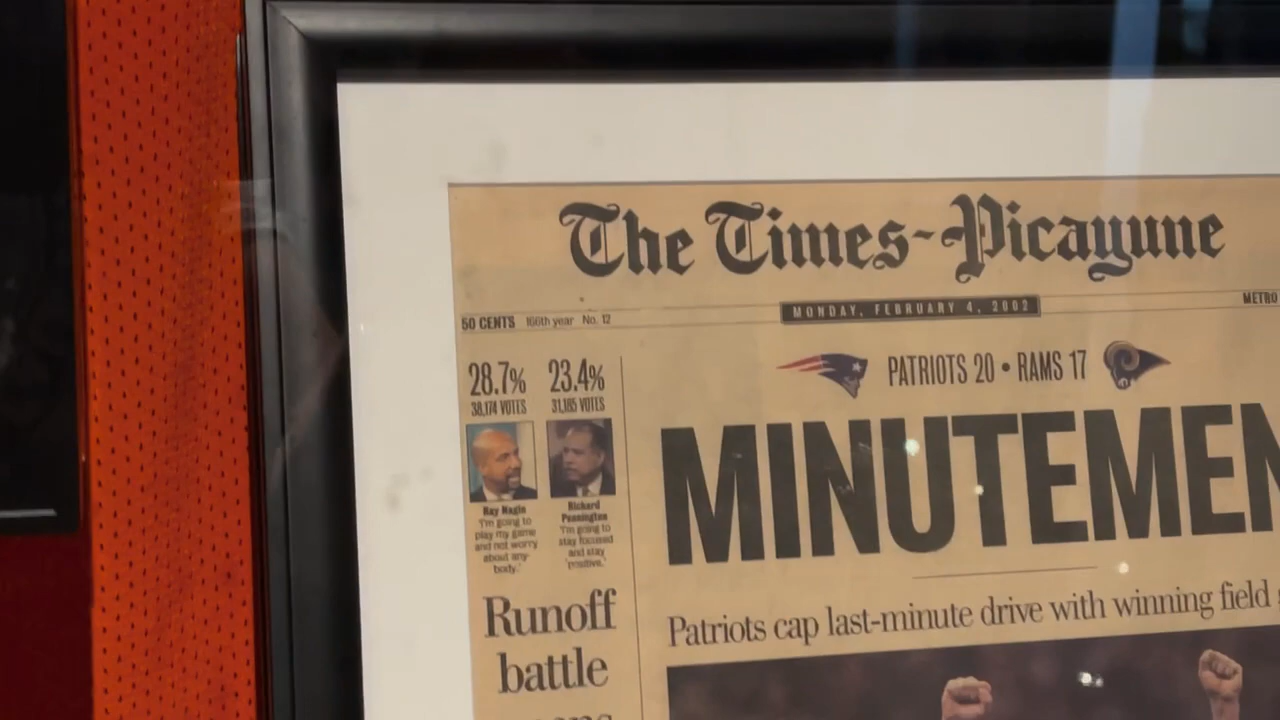 The Times-Picayune
50 CENTS 166th year No. 12
MONDAY, FEBRUARY 4, 2002
METRO
28.7%
38,174 VOTES
23.4%
31,185 VOTES
Ray Nagin
"I'm going to
play my game
and not worry
about any-
body."
Richard
Pennington
"I'm going to
stay focused
and stay
positive."
Runoff
battle
PATRIOTS 20 • RAMS 17
MINUTEMEN
Patriots cap last-minute drive with winning field